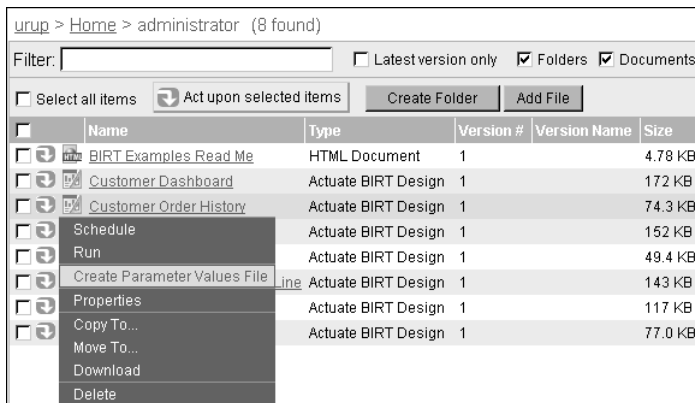 urup > Home > administrator (8 found)
Filter: Latest version only Folders Documents
Select all items Act upon selected items Create Folder Add File
Name Type Version # Version Name Size
BIRT Examples Read Me HTML Document 1 4.78 KB
Customer Dashboard Actuate BIRT Design 1 172 KB
Customer Order History Actuate BIRT Design 1 74.3 KB
Schedule Actuate BIRT Design 1 152 KB
Run Actuate BIRT Design 1 49.4 KB
Create Parameter Values File Line Actuate BIRT Design 1 143 KB
Properties Actuate BIRT Design 1 117 KB
Copy To... Actuate BIRT Design 1 77.0 KB
Move To...
Download
Delete